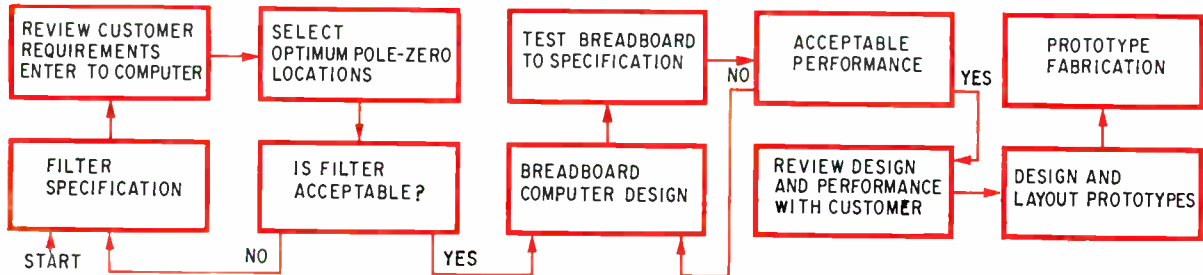 REVIEW CUSTOMER
REQUIREMENTS
ENTER TO COMPUTER
SELECT
OPTIMUM POLE-ZERO
LOCATIONS
TEST BREADBOARD
TO SPECIFICATION
NO
ACCEPTABLE
PERFORMANCE
YES
PROTOTYPE
FABRICATION
FILTER
SPECIFICATION
IS FILTER
ACCEPTABLE?
BREADBOARD
COMPUTER DESIGN
REVIEW DESIGN
AND PERFORMANCE
WITH CUSTOMER
DESIGN AND
LAYOUT PROTOTYPES
START
NO
YES